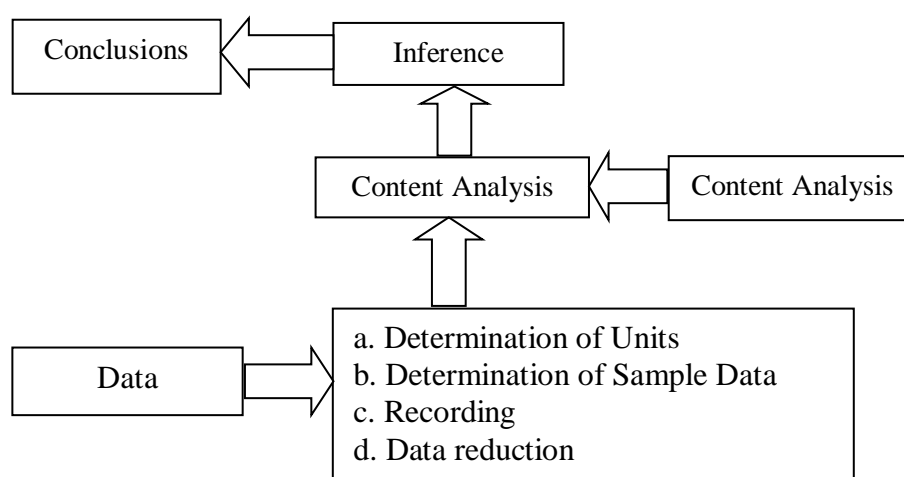 Conclusions
Inference
Content Analysis
Content Analysis
Data
a. Determination of Units
b. Determination of Sample Data
c. Recording
d. Data reduction